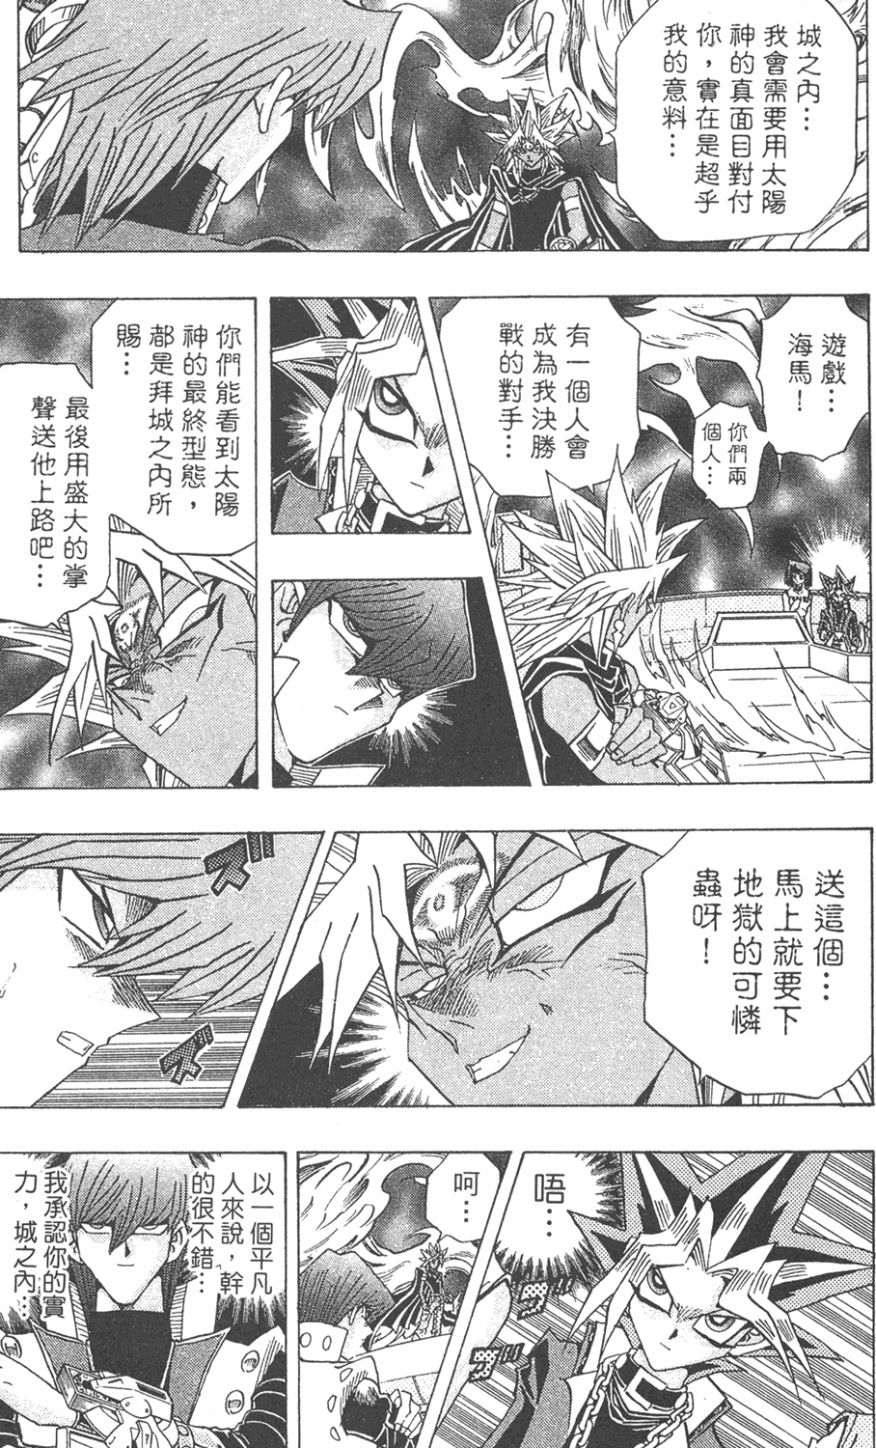 城之內…
我會需要用太陽
神的真面目對付
你，實在是超乎
我的意料…
遊戲…
海馬！
你們兩
個人…
有一個人會
成為我決勝
戰的對手…
你們能看到太陽
神的最終型態，
都是拜城之內所
賜…
最後用盛大的掌
聲送他上路吧…
送這個…
馬上就要下
地獄的可憐
蟲呀！
唔…
呵…
以一個平凡
人來說，幹
的很不錯…
我承認你的實
力，城之內…